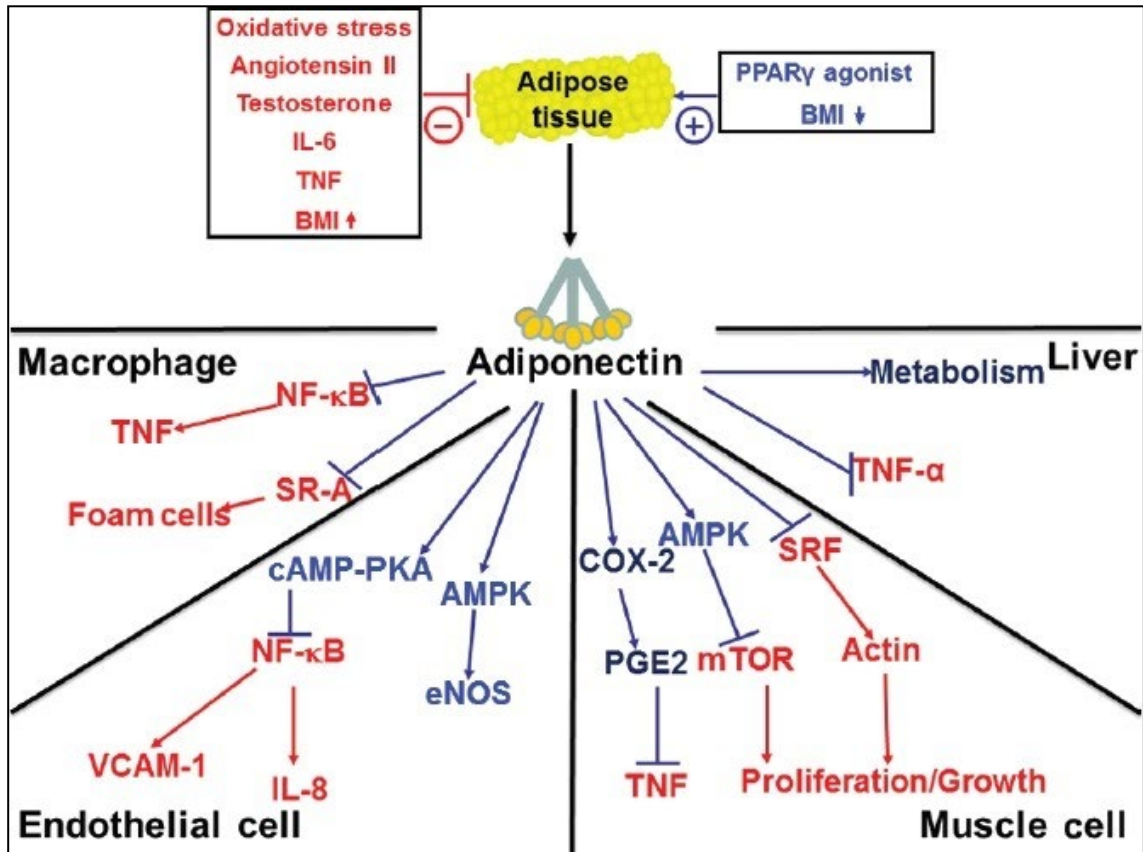 Oxidative stress
Angiotensin II
Testosterone
IL-6
TNF
BMI ↑
−
Adipose
tissue
+
PPARγ agonist
BMI ↓
Adiponectin
Macrophage
NF-κB
TNF
SR-A
Foam cells
Liver
Metabolism
TNF-α
cAMP-PKA
AMPK
NF-κB
eNOS
VCAM-1
IL-8
Endothelial cell
COX-2
AMPK
SRF
PGE2
mTOR
Actin
TNF
Proliferation/Growth
Muscle cell